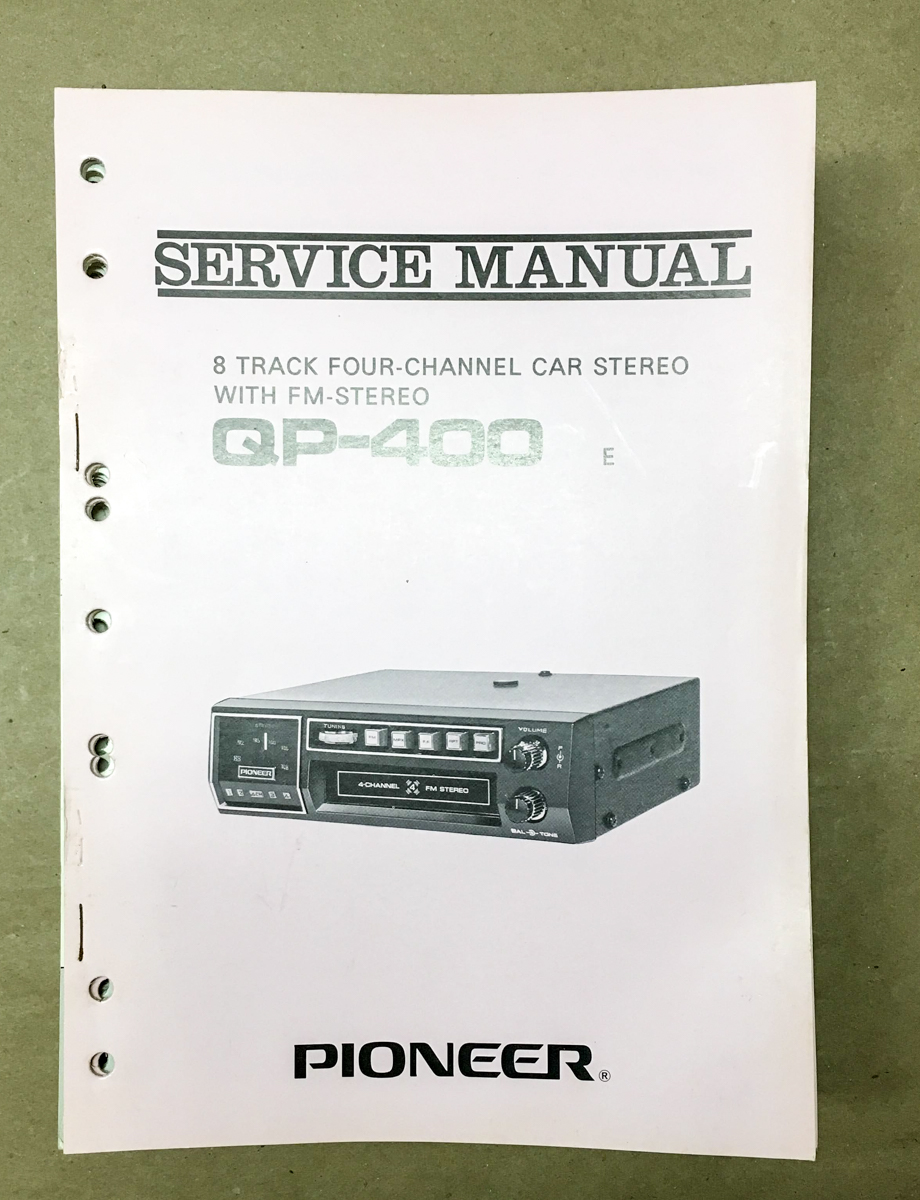 SERVICE MANUAL
8 TRACK FOUR-CHANNEL CAR STEREO
WITH FM-STEREO
QP-400 E
TUNING
VOLUME
PIONEER
4-CHANNEL 4 FM STEREO
BAL TONE
PIONEER®